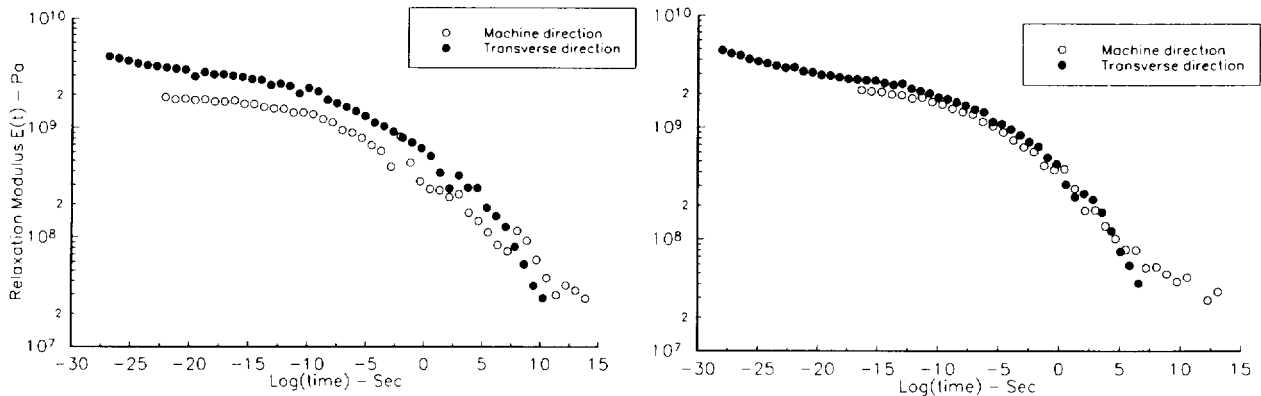 Relaxation Modulus E(t) – Pa
10^10
2
10^9
2
10^8
2
10^7
Machine direction
Transverse direction
−30 −25 −20 −15 −10 −5 0 5 10 15
Log(time) – Sec
10^10
2
10^9
2
10^8
2
10^7
Machine direction
Transverse direction
−30 −25 −20 −15 −10 −5 0 5 10 15
Log(time) – Sec